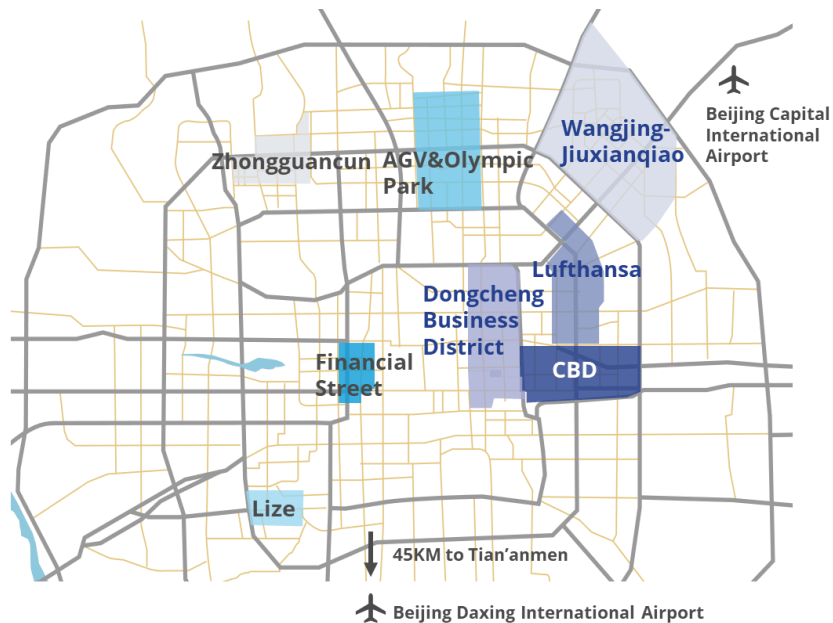 Wangjing-
Jiuxianqiao
Beijing Capital
International
Airport
Zhongguancun
AGV&Olympic
Park
Lufthansa
Dongcheng
Business
District
Financial
Street
CBD
Lize
45KM to Tian’anmen
Beijing Daxing International Airport